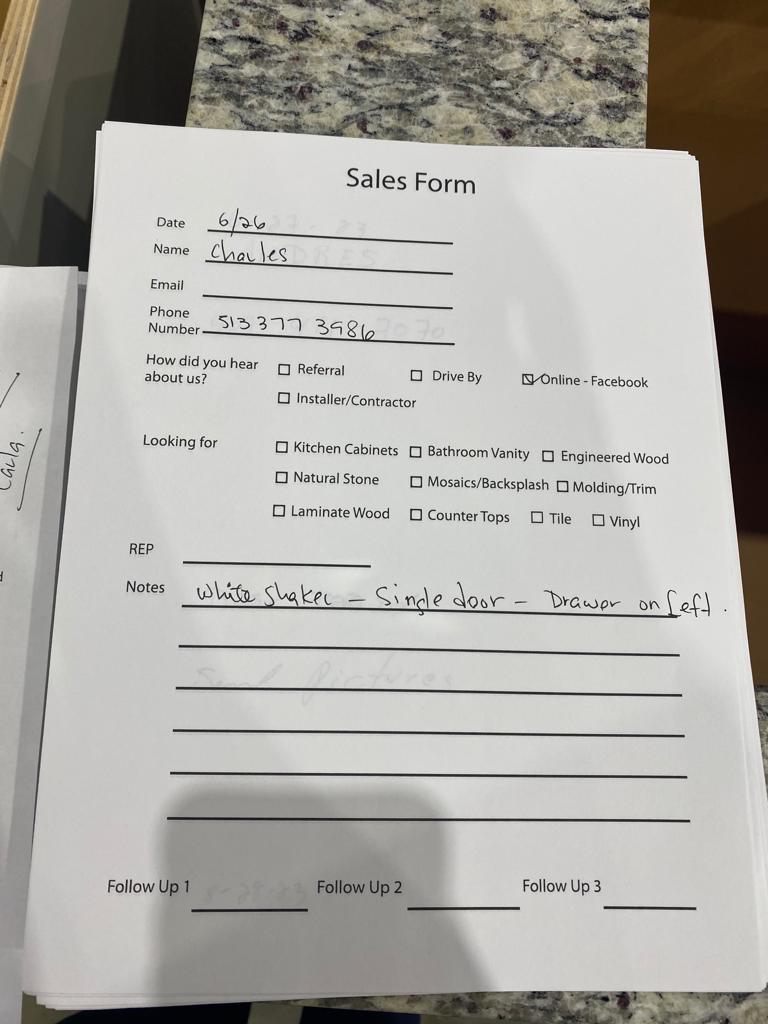 Sales Form
Date 6/26
Name Charles
Email
Phone Number 513 377 3986
How did you hear about us?
☐ Referral ☐ Drive By ☑ Online - Facebook
☐ Installer/Contractor
Looking for
☐ Kitchen Cabinets ☐ Bathroom Vanity ☐ Engineered Wood
☐ Natural Stone ☐ Mosaics/Backsplash ☐ Molding/Trim
☐ Laminate Wood ☐ Counter Tops ☐ Tile ☐ Vinyl
REP
Notes White Shaker – Single door – Drawer on Left.
Follow Up 1 Follow Up 2 Follow Up 3
Carla.